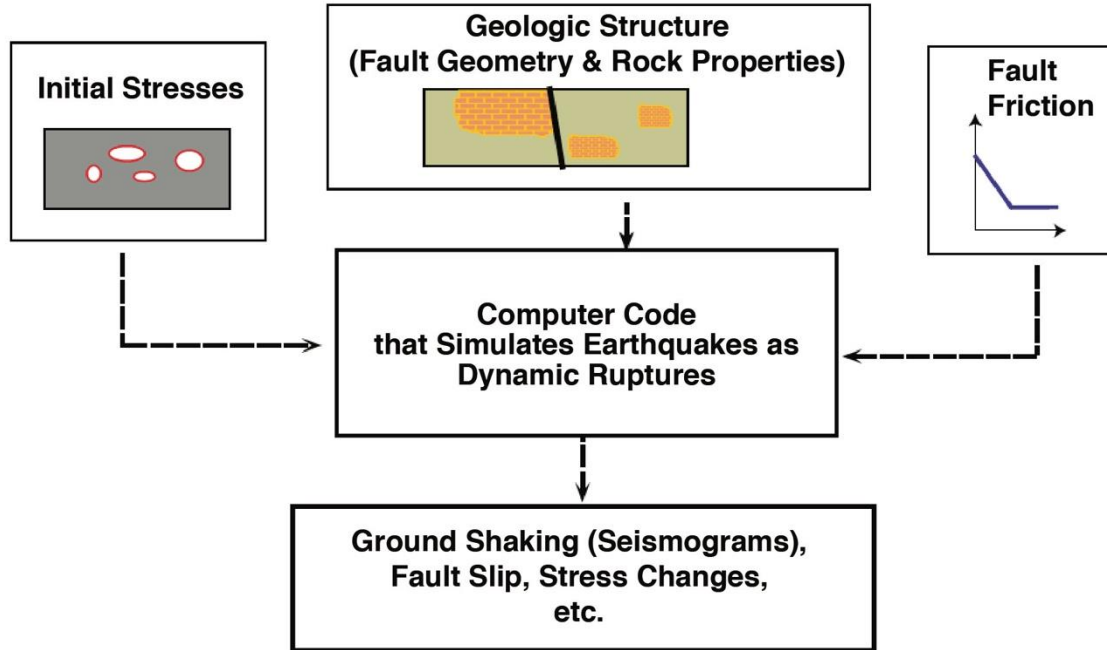 Initial Stresses
Geologic Structure
(Fault Geometry & Rock Properties)
Fault
Friction
Computer Code
that Simulates Earthquakes as
Dynamic Ruptures
Ground Shaking (Seismograms),
Fault Slip, Stress Changes,
etc.